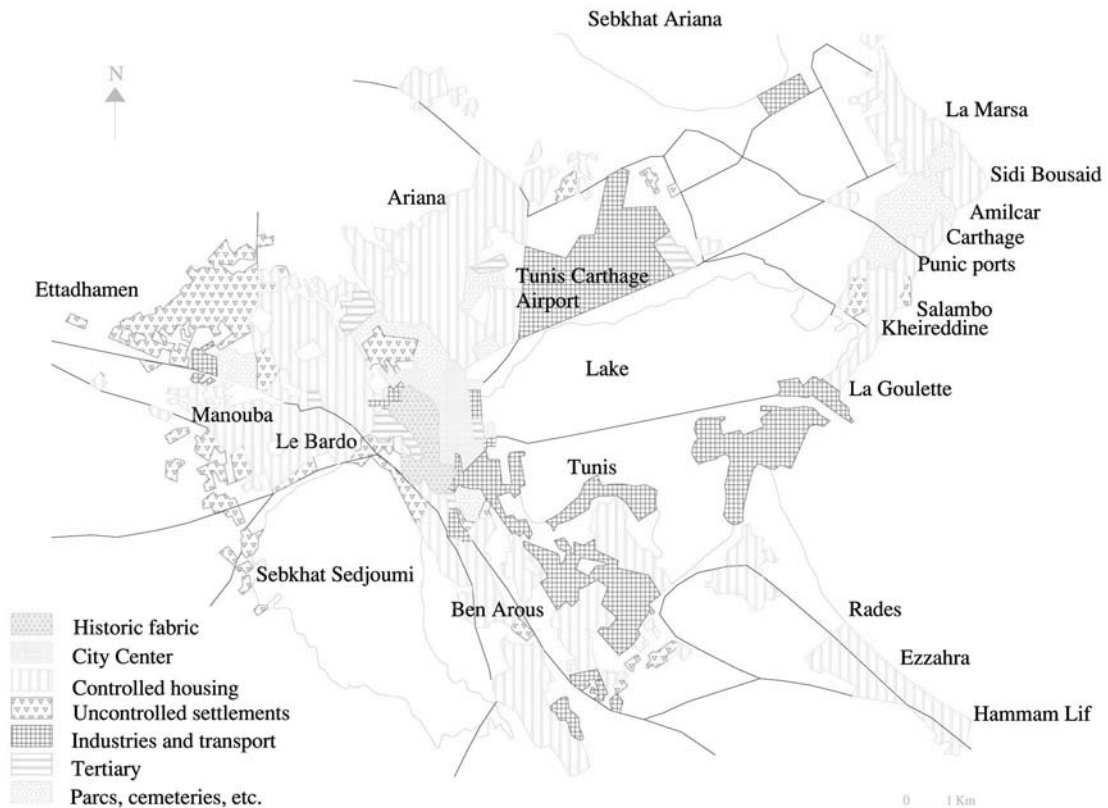 Sebkhat Ariana
N
La Marsa
Sidi Bousaid
Ariana
Amilcar
Carthage
Punic ports
Tunis Carthage
Airport
Ettadhamen
Salambo
Kheireddine
Lake
La Goulette
Manouba
Le Bardo
Tunis
Sebkhat Sedjoumi
Ben Arous
Rades
Ezzahra
Hammam Lif
Historic fabric
City Center
Controlled housing
Uncontrolled settlements
Industries and transport
Tertiary
Parcs, cemeteries, etc.
0 1 Km